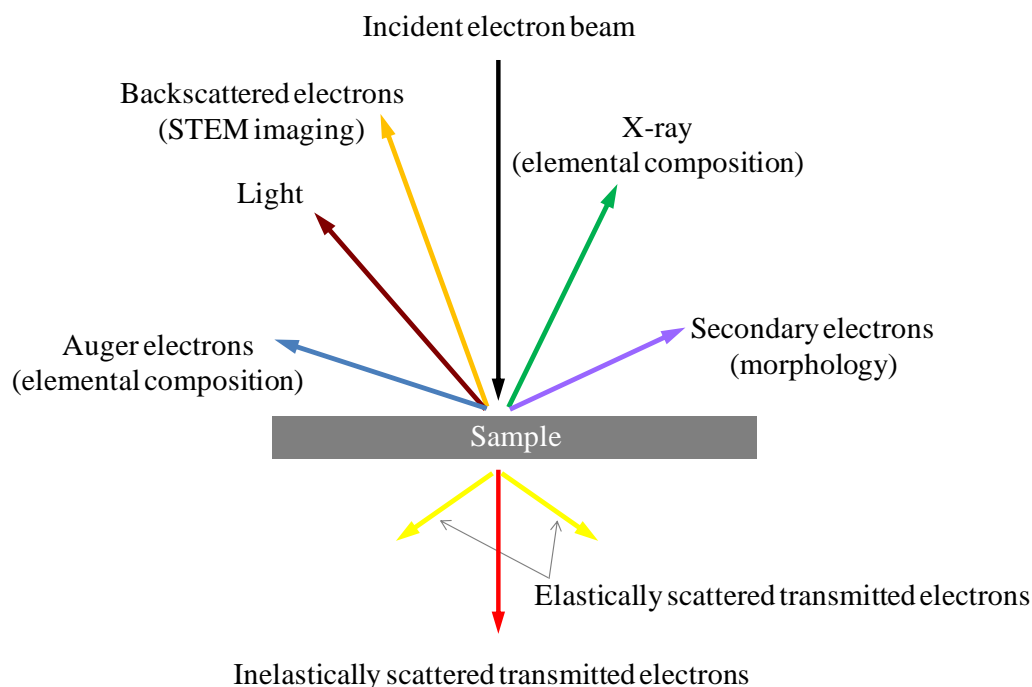 Incident electron beam
Backscattered electrons
(STEM imaging)
X-ray
(elemental composition)
Light
Auger electrons
(elemental composition)
Secondary electrons
(morphology)
Sample
Elastically scattered transmitted electrons
Inelastically scattered transmitted electrons